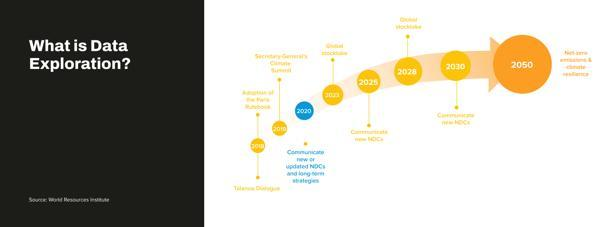 What is Data
Exploration?
Source: World Resources Institute
Adoption of
the Paris
Rulebook
2018
Talanoa Dialogue
Secretary-General's
Climate
Summit
2019
2020
Communicate
new or
updated NDCs
and long-term
strategies
Global
stocktake
2023
2025
Communicate
new NDCs
Global
stocktake
2028
2030
Communicate
new NDCs
2050
Net-zero
emissions &
climate
resilience